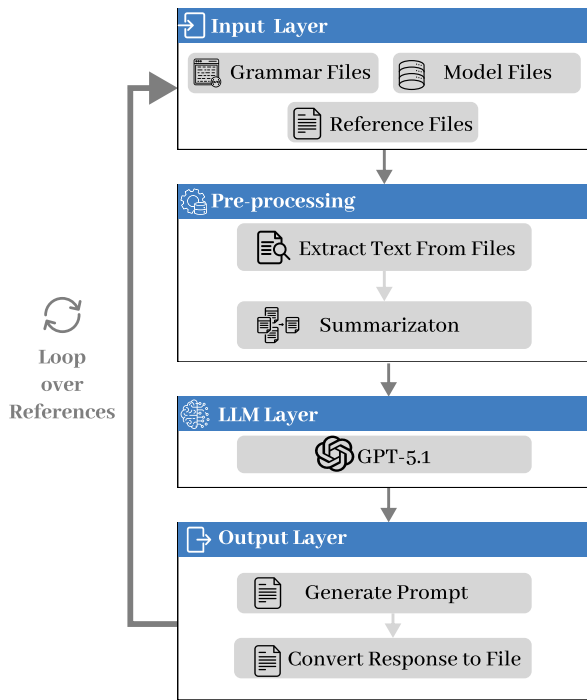 Input Layer
Grammar Files
Model Files
Reference Files
Pre-processing
Extract Text From Files
Summarizaton
Loop
over
References
LLM Layer
GPT-5.1
Output Layer
Generate Prompt
Convert Response to File